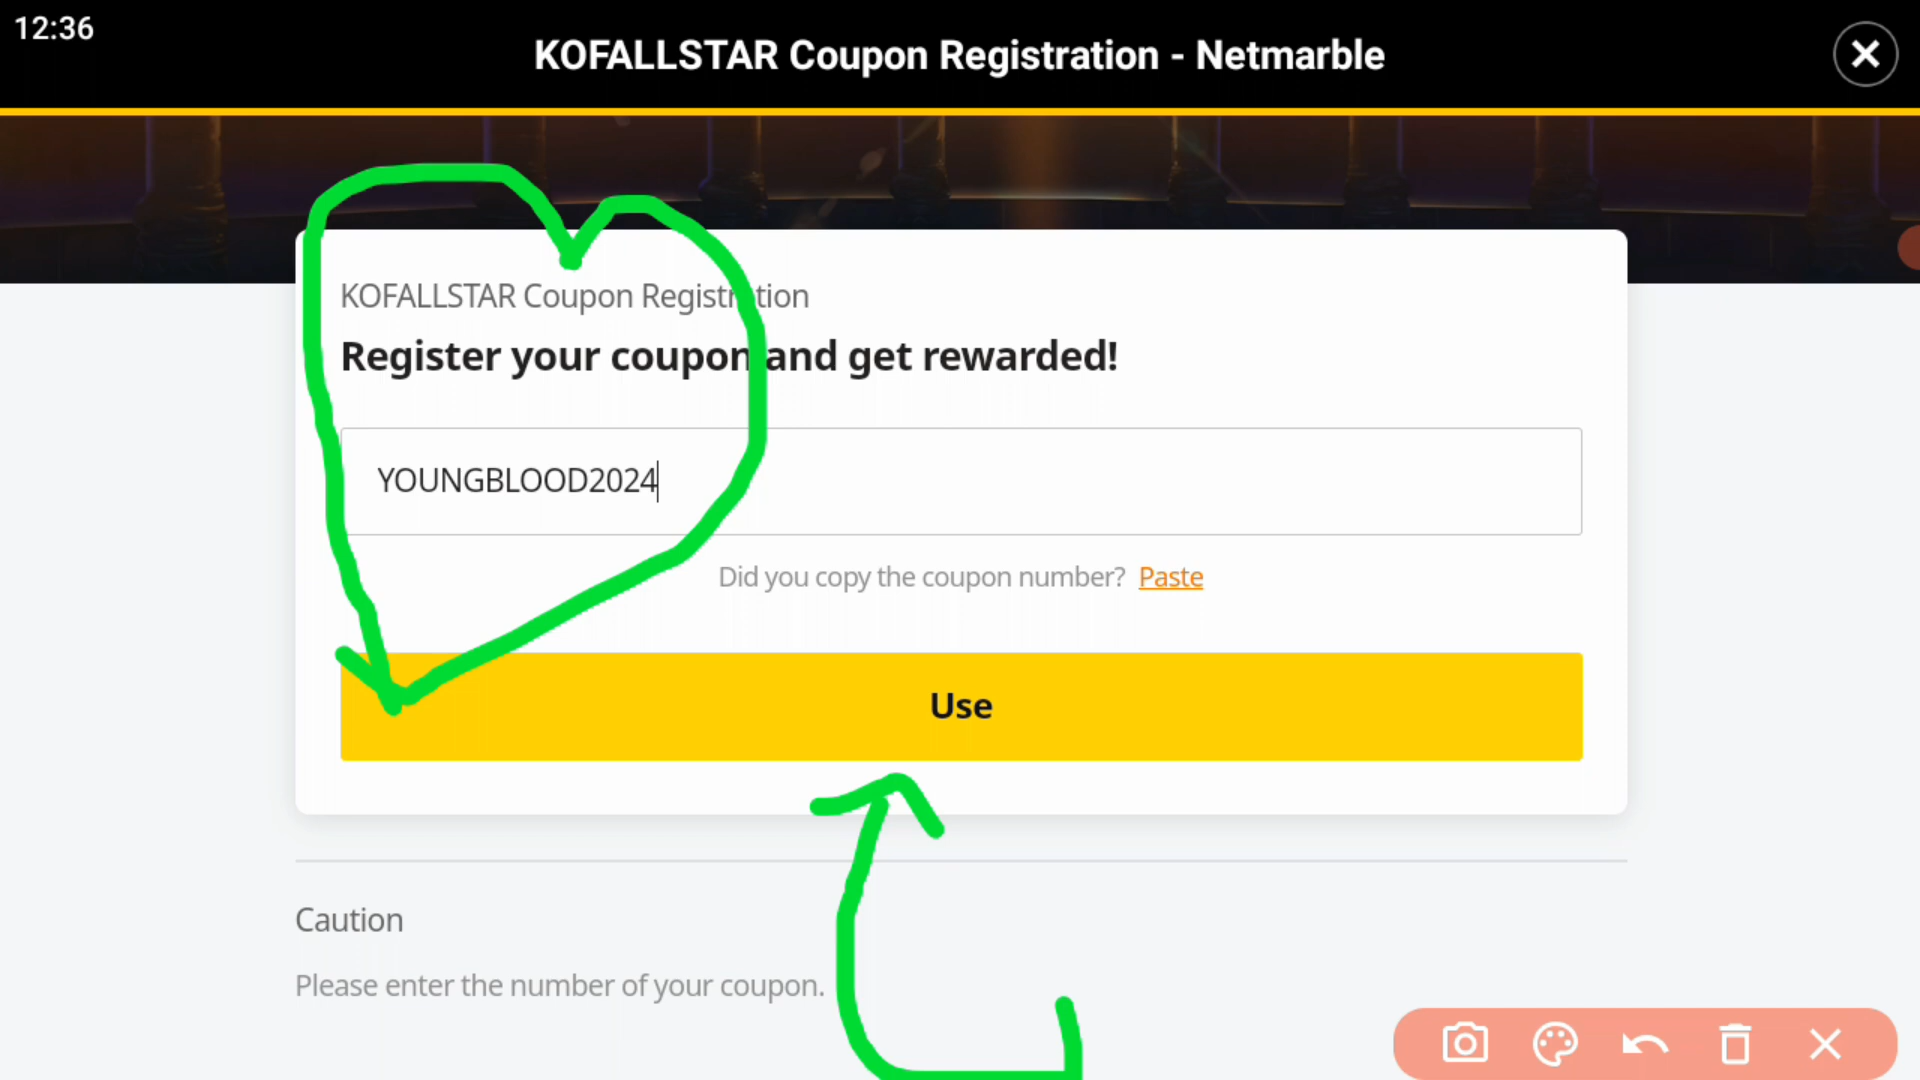 12:36
KOFALLSTAR Coupon Registration - Netmarble
KOFALLSTAR Coupon Registration
Register your coupon and get rewarded!
YOUNGBLOOD2024
Did you copy the coupon number? Paste
Use
Caution
Please enter the number of your coupon.